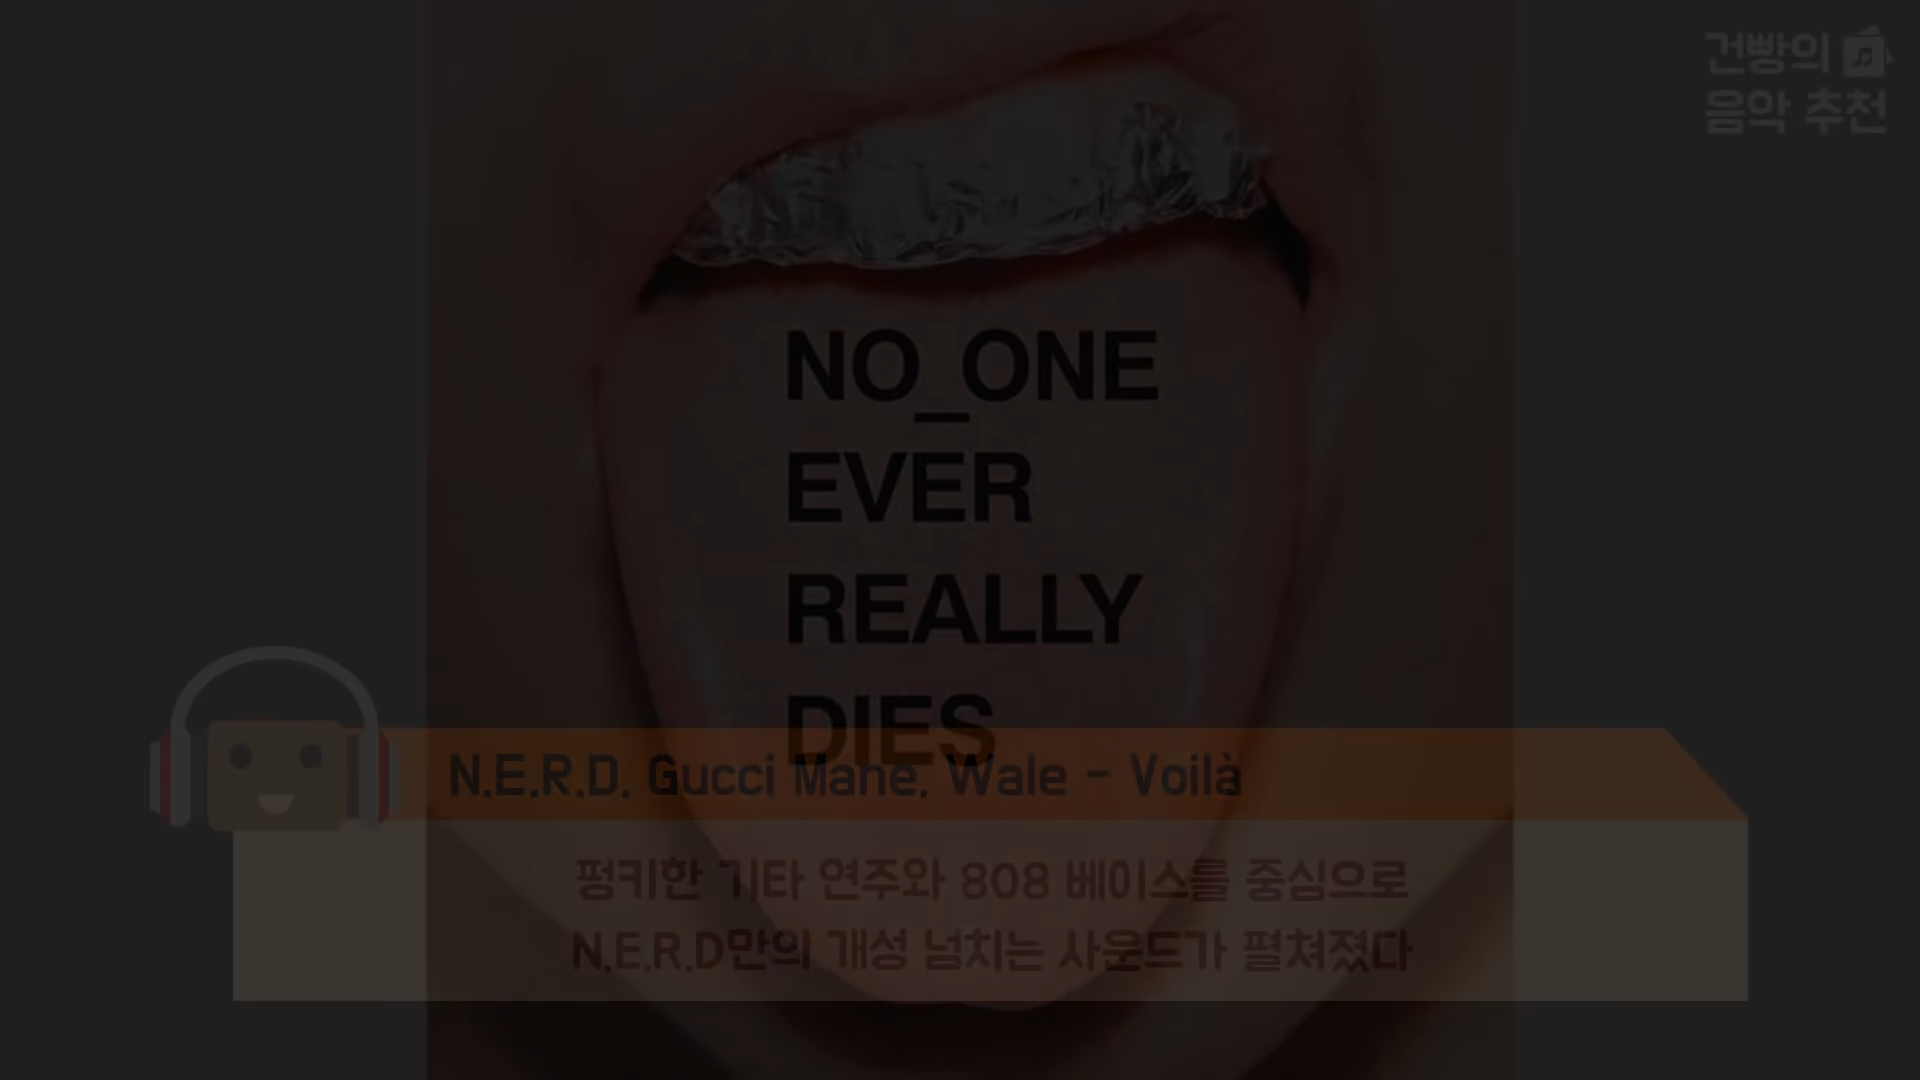 건빵의
음악 추천
NO_ONE
EVER
REALLY
DIES
N.E.R.D, Gucci Mane, Wale - Voilà
펑키한 기타 연주와 808 베이스를 중심으로
N.E.R.D만의 개성 넘치는 사운드가 펼쳐졌다